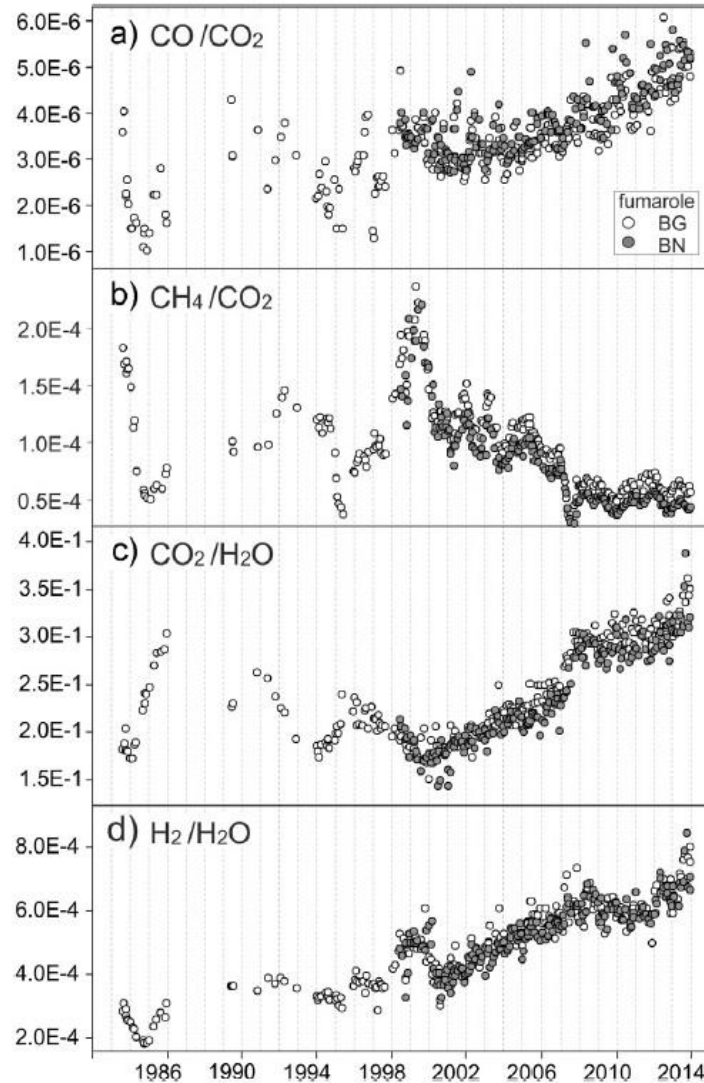 a) CO/CO2
6.0E-6
5.0E-6
4.0E-6
3.0E-6
2.0E-6
1.0E-6
fumarole
BG
BN
b) CH4/CO2
2.0E-4
1.5E-4
1.0E-4
0.5E-4
c) CO2/H2O
4.0E-1
3.5E-1
3.0E-1
2.5E-1
2.0E-1
1.5E-1
d) H2/H2O
8.0E-4
6.0E-4
4.0E-4
2.0E-4
1986 1990 1994 1998 2002 2006 2010 2014